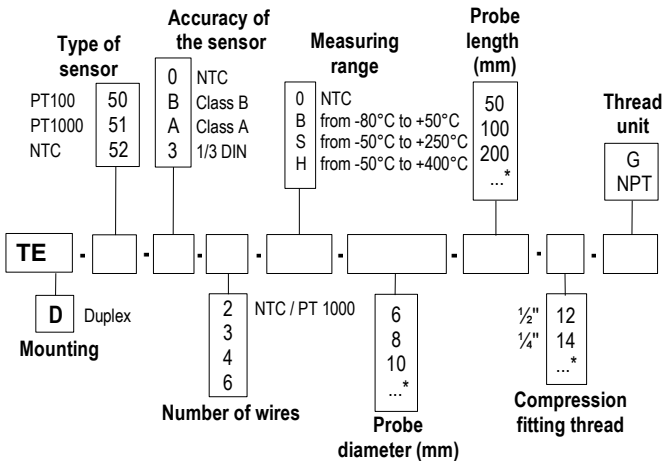 Type of
sensor
PT100 50
PT1000 51
NTC 52
Accuracy of
the sensor
0 NTC
B Class B
A Class A
3 1/3 DIN
Measuring
range
0 NTC
B from -80°C to +50°C
S from -50°C to +250°C
H from -50°C to +400°C
Probe
length
(mm)
50
100
200
...*
Thread
unit
G
NPT
TE - - - - - - - -
D Duplex
Mounting
2 NTC / PT 1000
3
4
6
Number of wires
6
8
10
...*
Probe
diameter (mm)
½" 12
¼" 14
...*
Compression
fitting thread